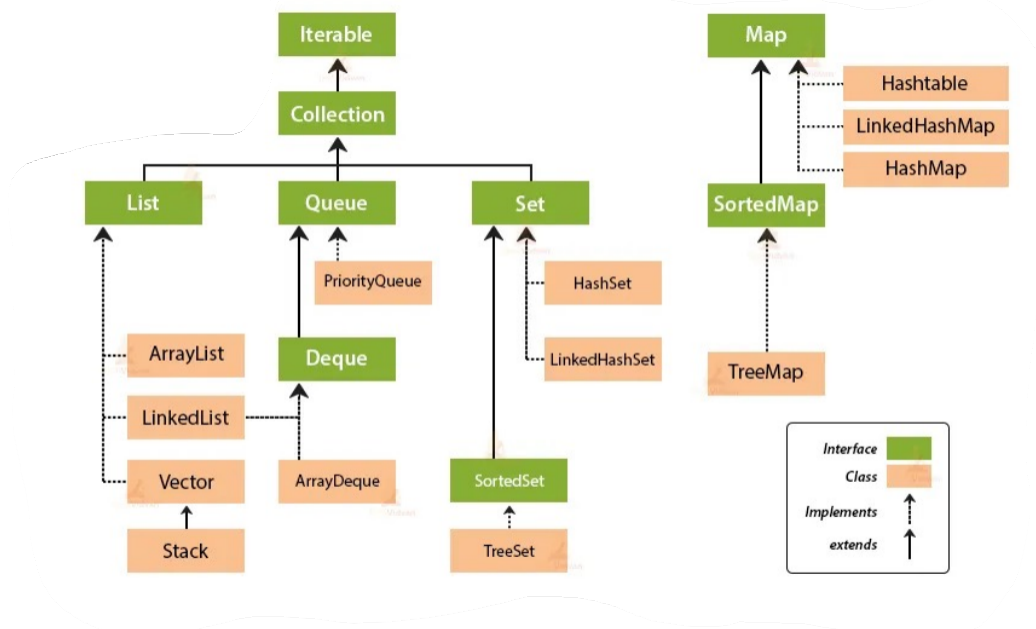 Iterable
Map
Collection
Hashtable
LinkedHashMap
HashMap
List
Queue
Set
SortedMap
PriorityQueue
HashSet
ArrayList
Deque
LinkedHashSet
TreeMap
LinkedList
Vector
ArrayDeque
SortedSet
Stack
TreeSet
Interface
Class
Implements
extends